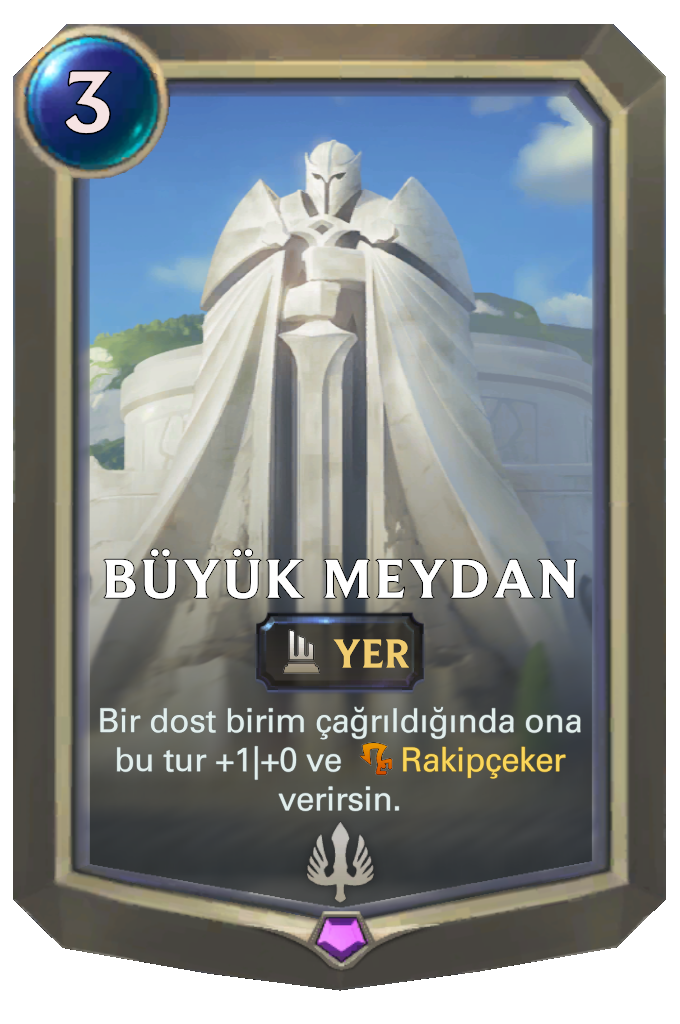 3
BÜYÜK MEYDAN
YER
Bir dost birim çağrıldığında ona
bu tur +1|+0 ve Rakipçeker
verirsin.